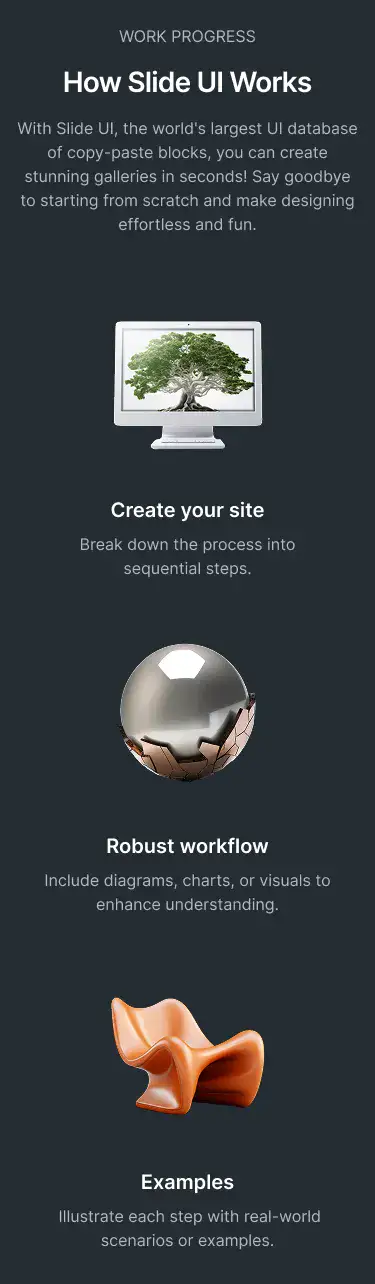 WORK PROGRESS
How Slide UI Works
With Slide UI, the world's largest UI database
of copy-paste blocks, you can create
stunning galleries in seconds! Say goodbye
to starting from scratch and make designing
effortless and fun.
Create your site
Break down the process into
sequential steps.
Robust workflow
Include diagrams, charts, or visuals to
enhance understanding.
Examples
Illustrate each step with real-world
scenarios or examples.